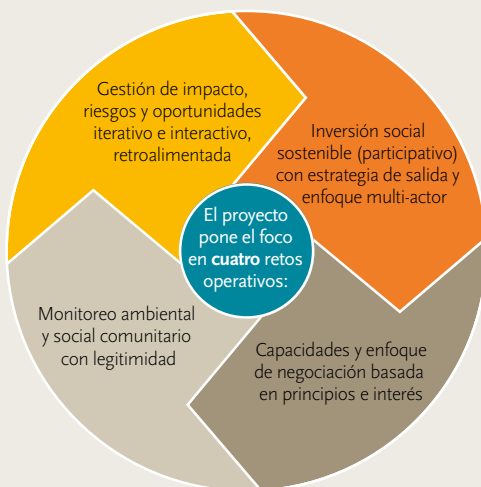 Gestión de impacto,
riesgos y oportunidades
iterativo e interactivo,
retroalimentada
Inversión social
sostenible (participativo)
con estrategia de salida y
enfoque multi-actor
El proyecto
pone el foco
en cuatro retos
operativos:
Monitoreo ambiental
y social comunitario
con legitimidad
Capacidades y enfoque
de negociación basada
en principios e interés